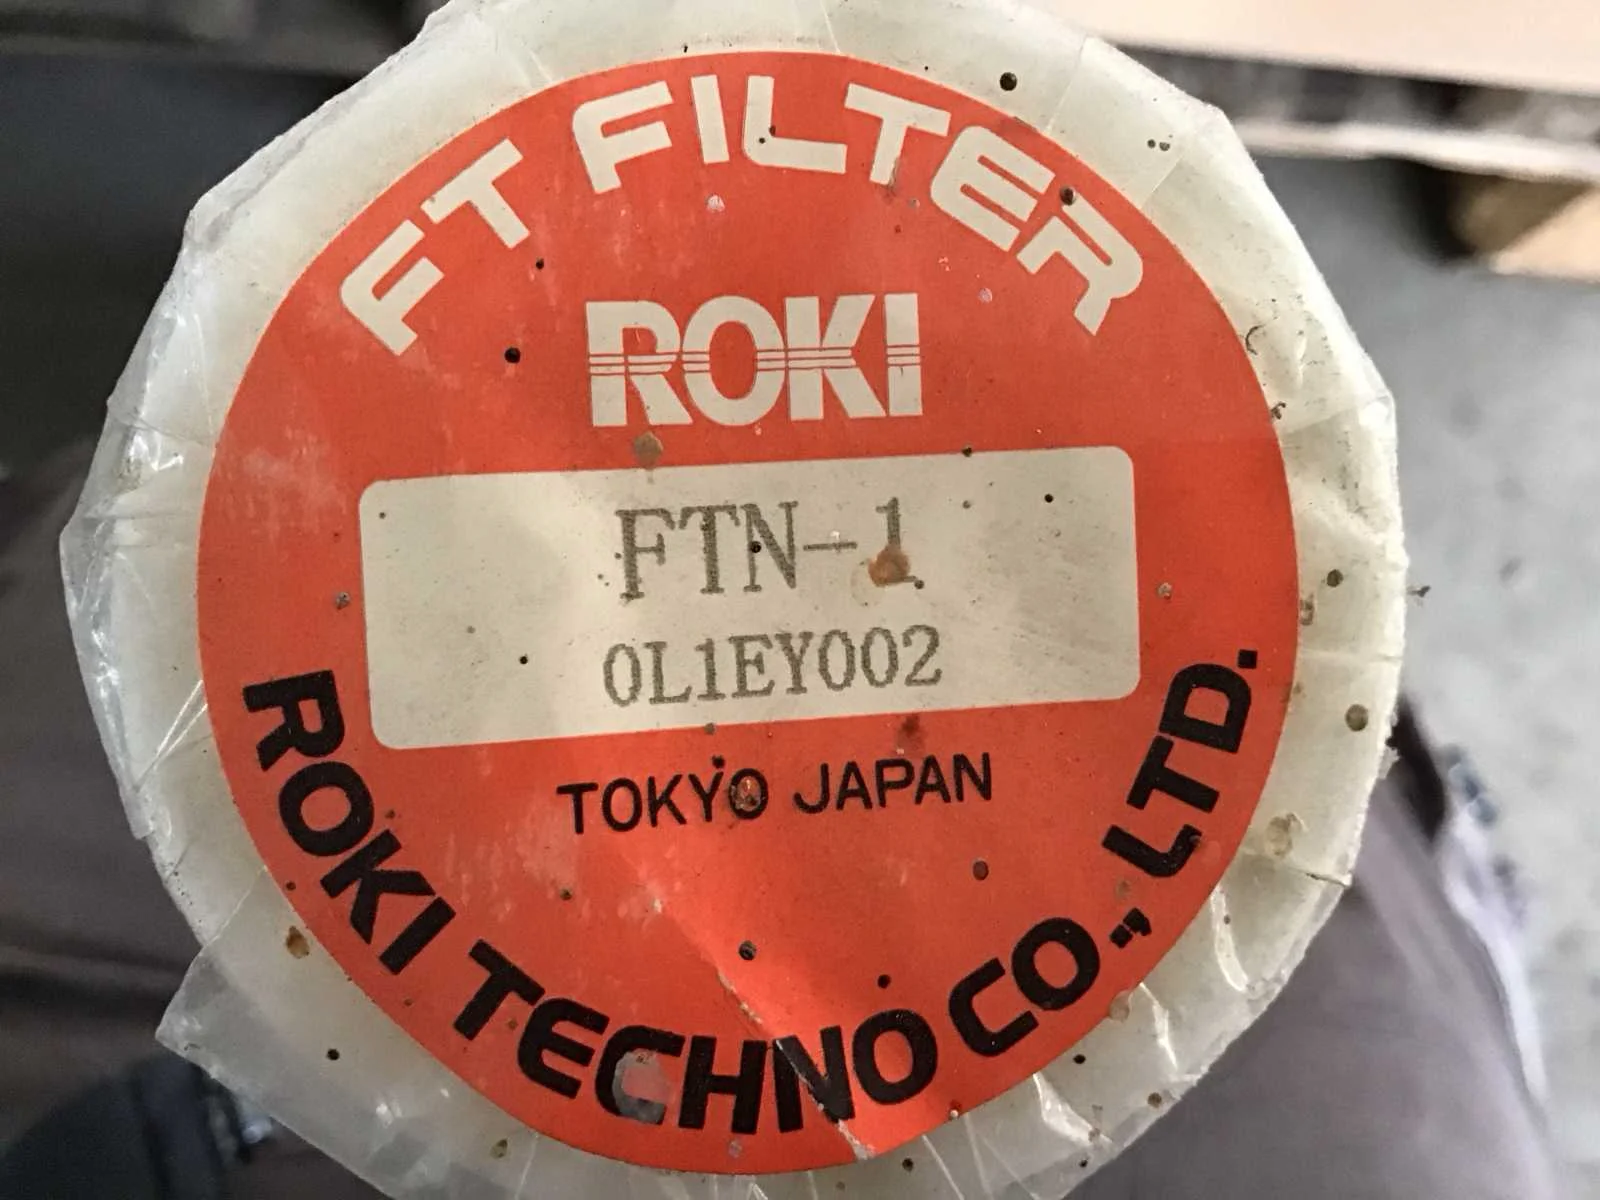 FT FILTER
ROKI
FTN-1
0L1EY002
TOKYO JAPAN
ROKI TECHNO CO., LTD.